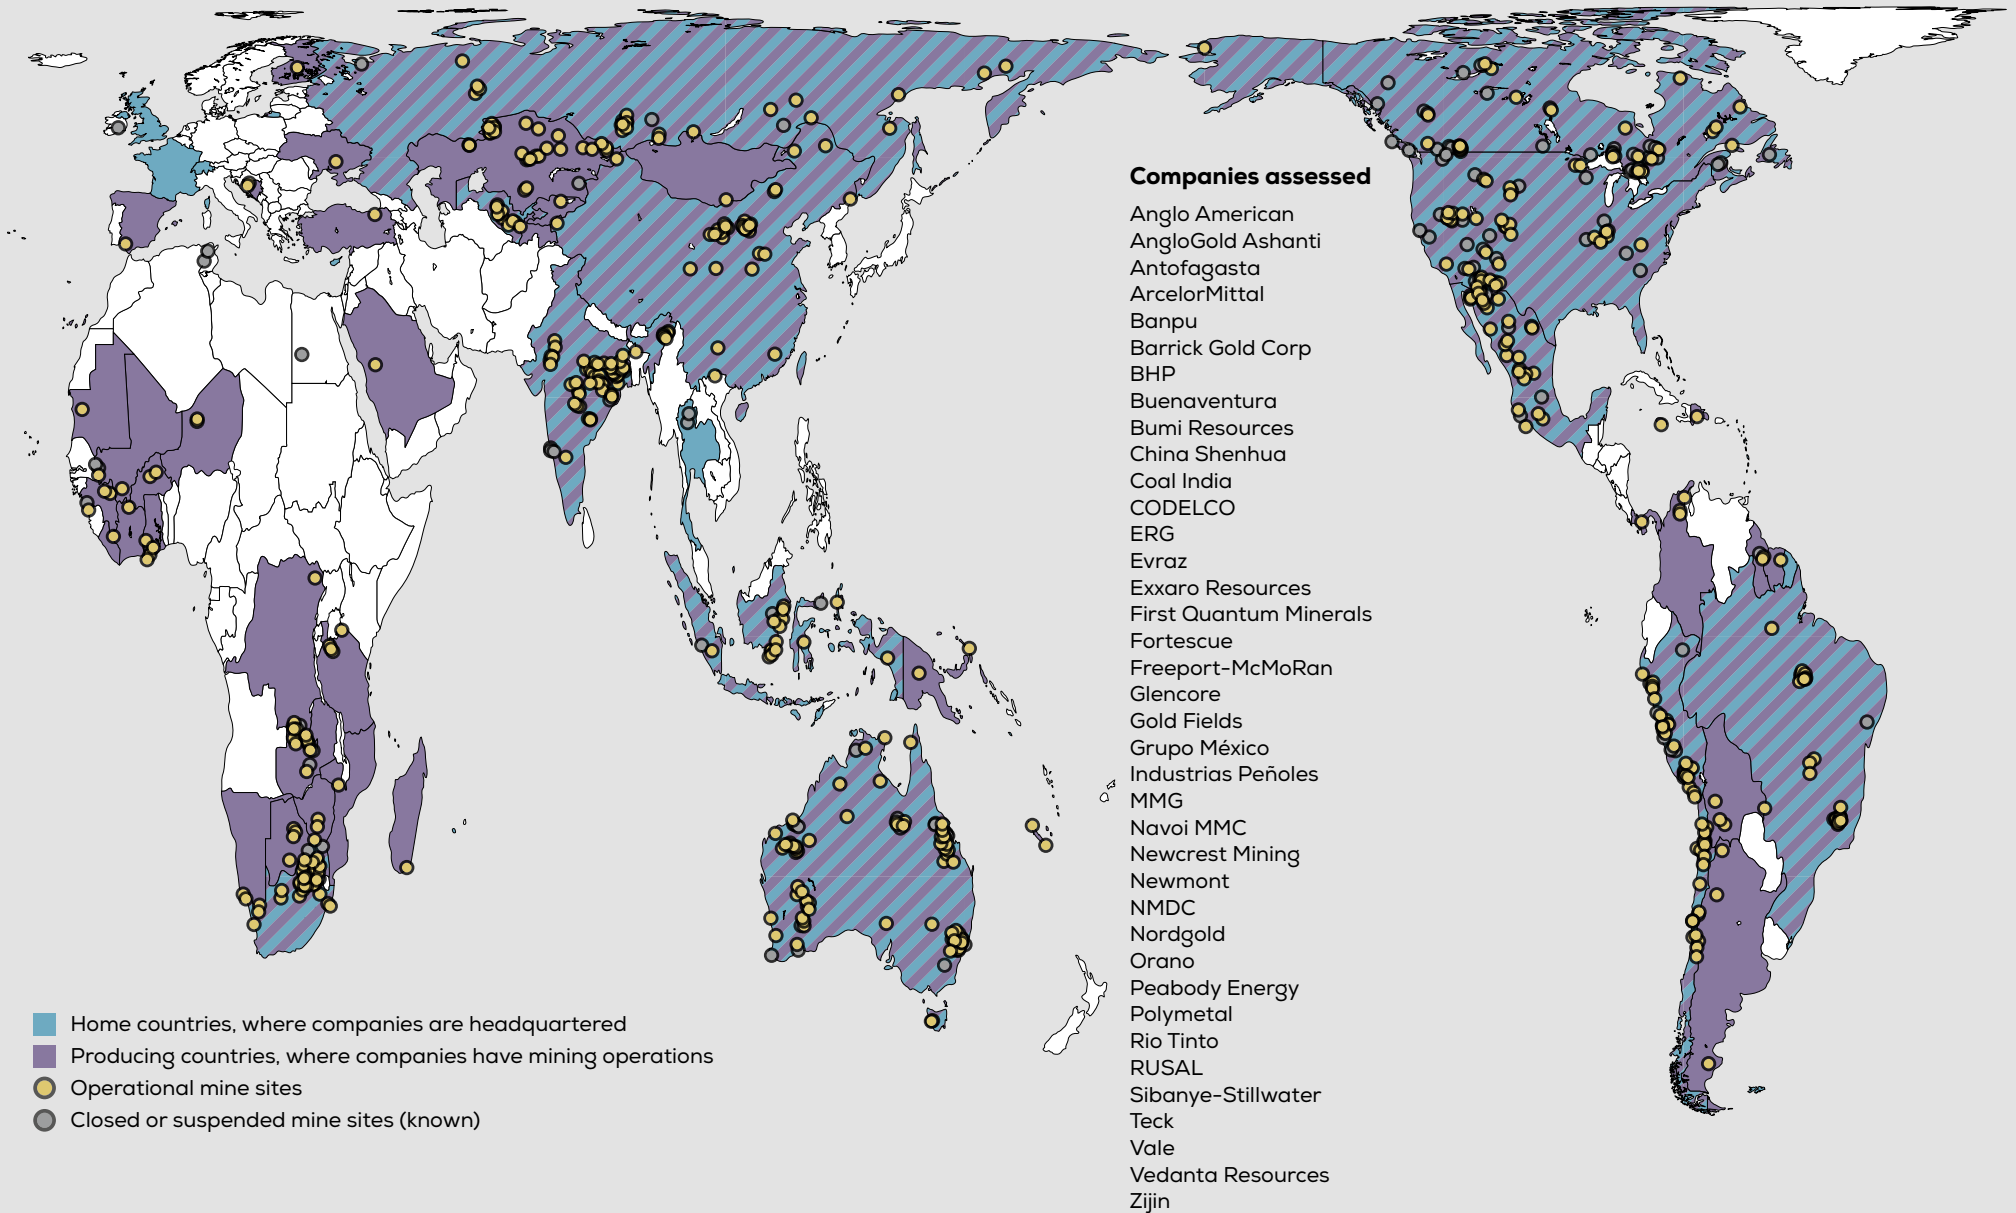 Companies assessed
Anglo American
AngloGold Ashanti
Antofagasta
ArcelorMittal
Banpu
Barrick Gold Corp
BHP
Buenaventura
Bumi Resources
China Shenhua
Coal India
CODELCO
ERG
Evraz
Exxaro Resources
First Quantum Minerals
Fortescue
Freeport-McMoRan
Glencore
Gold Fields
Grupo México
Industrias Peñoles
MMG
Navoi MMC
Newcrest Mining
Newmont
NMDC
Nordgold
Orano
Peabody Energy
Polymetal
Rio Tinto
RUSAL
Sibanye-Stillwater
Teck
Vale
Vedanta Resources
Zijin
Home countries, where companies are headquartered
Producing countries, where companies have mining operations
Operational mine sites
Closed or suspended mine sites (known)